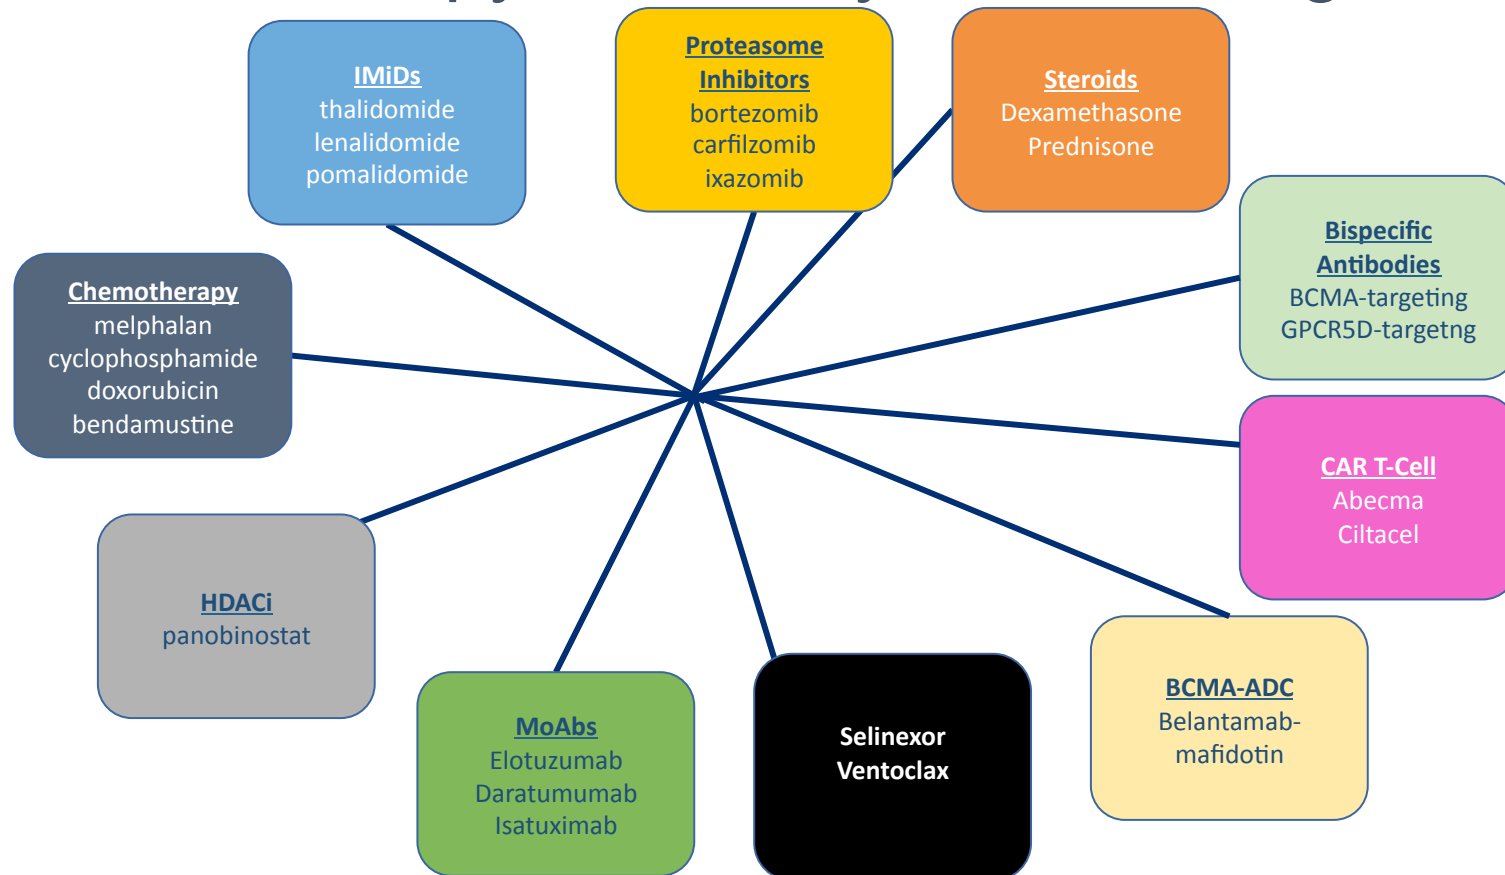 IMiDs
thalidomide
lenalidomide
pomalidomide
Proteasome
Inhibitors
bortezomib
carfilzomib
ixazomib
Steroids
Dexamethasone
Prednisone
Bispecific
Antibodies
BCMA-targeting
GPCR5D-targetng
Chemotherapy
melphalan
cyclophosphamide
doxorubicin
bendamustine
CAR T-Cell
Abecma
Ciltacel
HDACi
panobinostat
MoAbs
Elotuzumab
Daratumumab
Isatuximab
Selinexor
Ventoclax
BCMA-ADC
Belantamab-
mafidotin